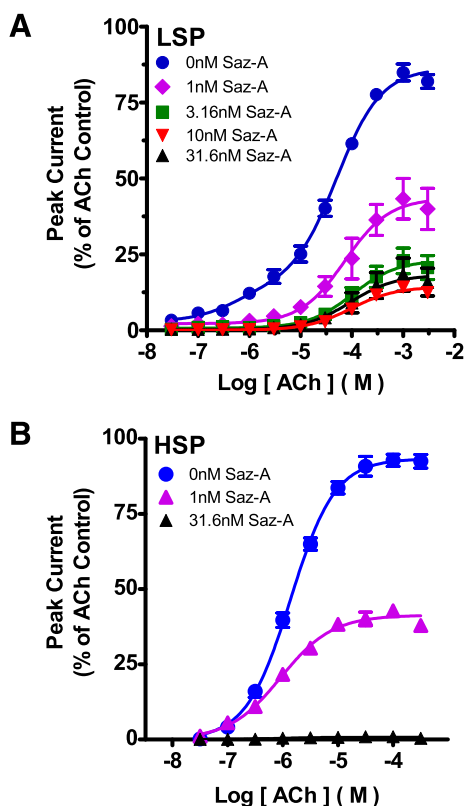 A
LSP
0nM Saz-A
1nM Saz-A
3.16nM Saz-A
10nM Saz-A
31.6nM Saz-A
Peak Current
(% of ACh Control)
100
75
50
25
0
-8 -7 -6 -5 -4 -3 -2
Log [ ACh ] ( M )
B
HSP
0nM Saz-A
1nM Saz-A
31.6nM Saz-A
Peak Current
(% of ACh Control)
100
75
50
25
0
-8 -7 -6 -5 -4
Log [ ACh ] ( M )